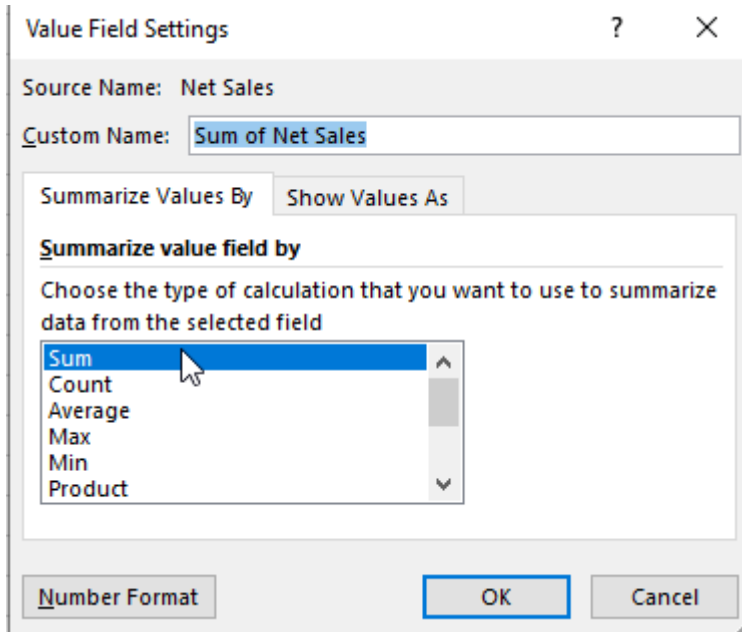 Value Field Settings ? ×
Source Name: Net Sales
Custom Name: Sum of Net Sales
Summarize Values By Show Values As
Summarize value field by
Choose the type of calculation that you want to use to summarize
data from the selected field
Sum
Count
Average
Max
Min
Product
Number Format OK Cancel